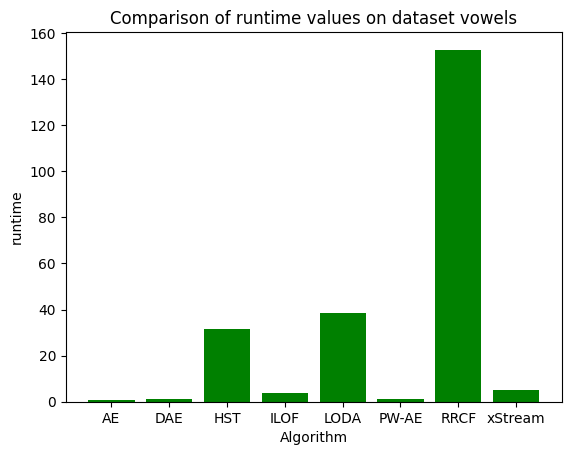 Comparison of runtime values on dataset vowels
160
140
120
100
80
60
40
20
0
runtime
AE DAE HST ILOF LODA PW-AE RRCF xStream
Algorithm